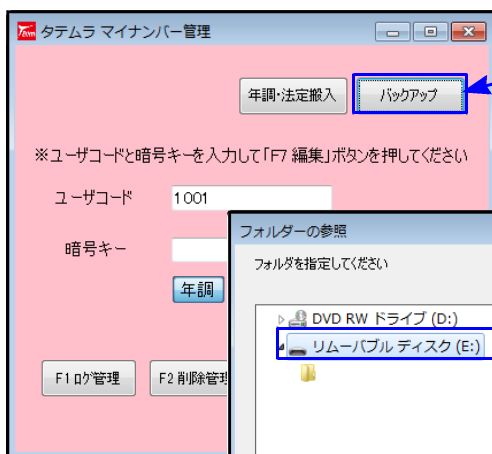 タテムラ マイナンバー管理
年調・法定搬入
バックアップ
※ユーザコードと暗号キーを入力して「F7 編集」ボタンを押してください
ユーザコード
1001
暗号キー
年調
F1 ログ管理
F2 削除管理
フォルダーの参照
フォルダを指定してください
DVD RW ドライブ (D:)
リムーバブル ディスク (E:)